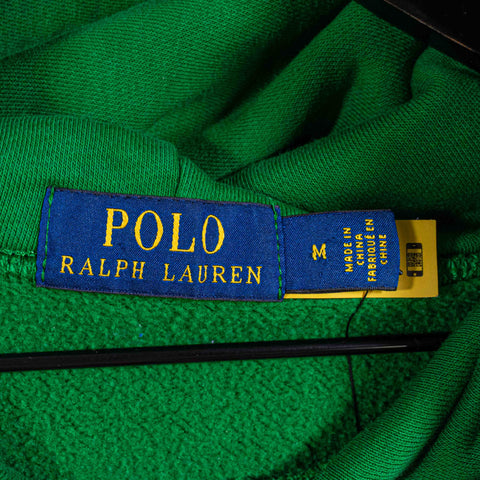 POLO
RALPH LAUREN
M
MADE IN
CHINA
FABRIQUÉ EN
CHINE